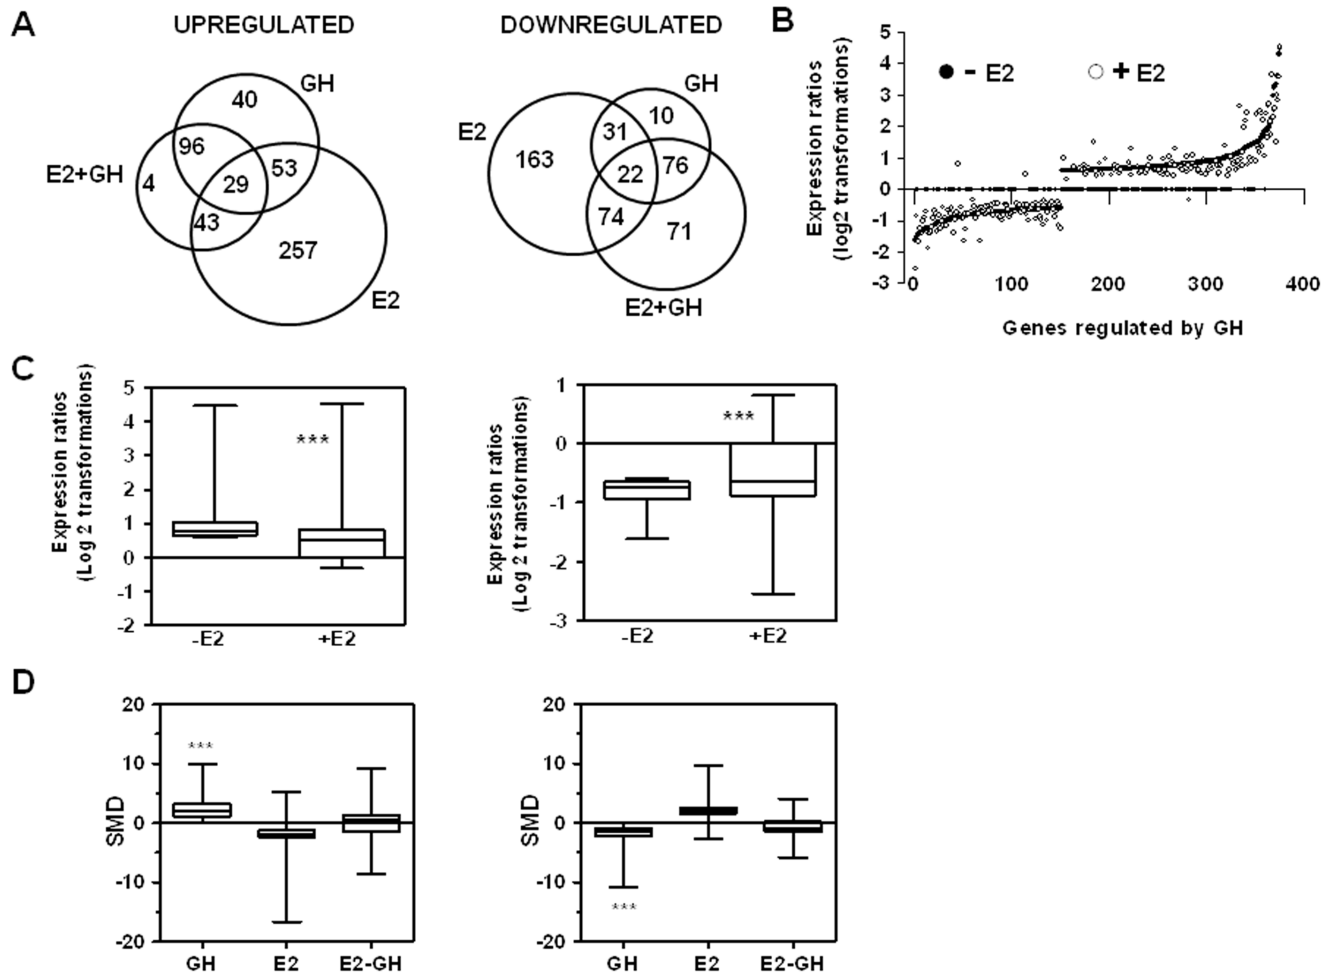 A
UPREGULATED
DOWNREGULATED
GH
40
96
53
E2+GH
4
29
43
257
E2
E2
GH
10
31
163
22
76
74
71
E2+GH
B
Expression ratios
(log2 transformations)
5
4
3
2
1
0
-1
-2
-3
- E2
+ E2
0
100
200
300
400
Genes regulated by GH
C
Expression ratios
(Log 2 transformations)
5
4
3
2
1
0
-1
-2
***
-E2
+E2
Expression ratios
(Log 2 transformations)
1
0
-1
-2
-3
***
-E2
+E2
D
SMD
20
10
0
-10
-20
***
GH
E2
E2-GH
SMD
20
10
0
-10
-20
***
GH
E2
E2-GH